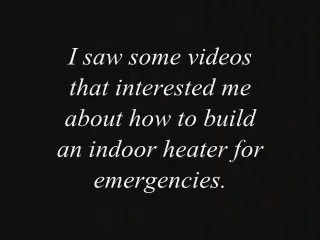 I saw some videos
that interested me
about how to build
an indoor heater for
emergencies.